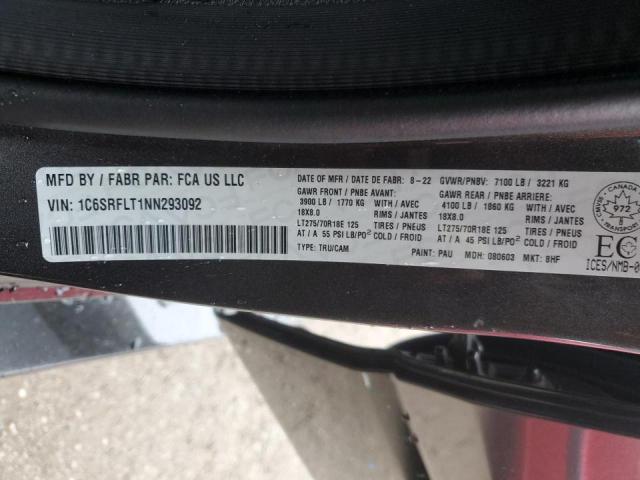 MFD BY / FABR PAR: FCA US LLC
VIN: 1C6SRFLT1NN293092
DATE OF MFR / DATE DE FABR: 8-22 GVWR/PNBV: 7100 LB / 3221 KG
GAWR FRONT / PNBE AVANT: GAWR REAR / PNBE ARRIERE:
3900 LB / 1770 KG WITH / AVEC 4100 LB / 1860 KG WITH / AVEC
18X8.0 RIMS / JANTES 18X8.0 RIMS / JANTES
LT275/70R18E 125 TIRES / PNEUS LT275/70R18E 125 TIRES / PNEUS
AT / A 55 PSI LB/PO² COLD / A FROID AT / A 45 PSI LB/PO² COLD / A FROID
TYPE: TRU/CAM PAINT: PAU MDH: 080603 MKT: 8HF
CANADA
972
CMVSS
EC
ICES/NMB-0